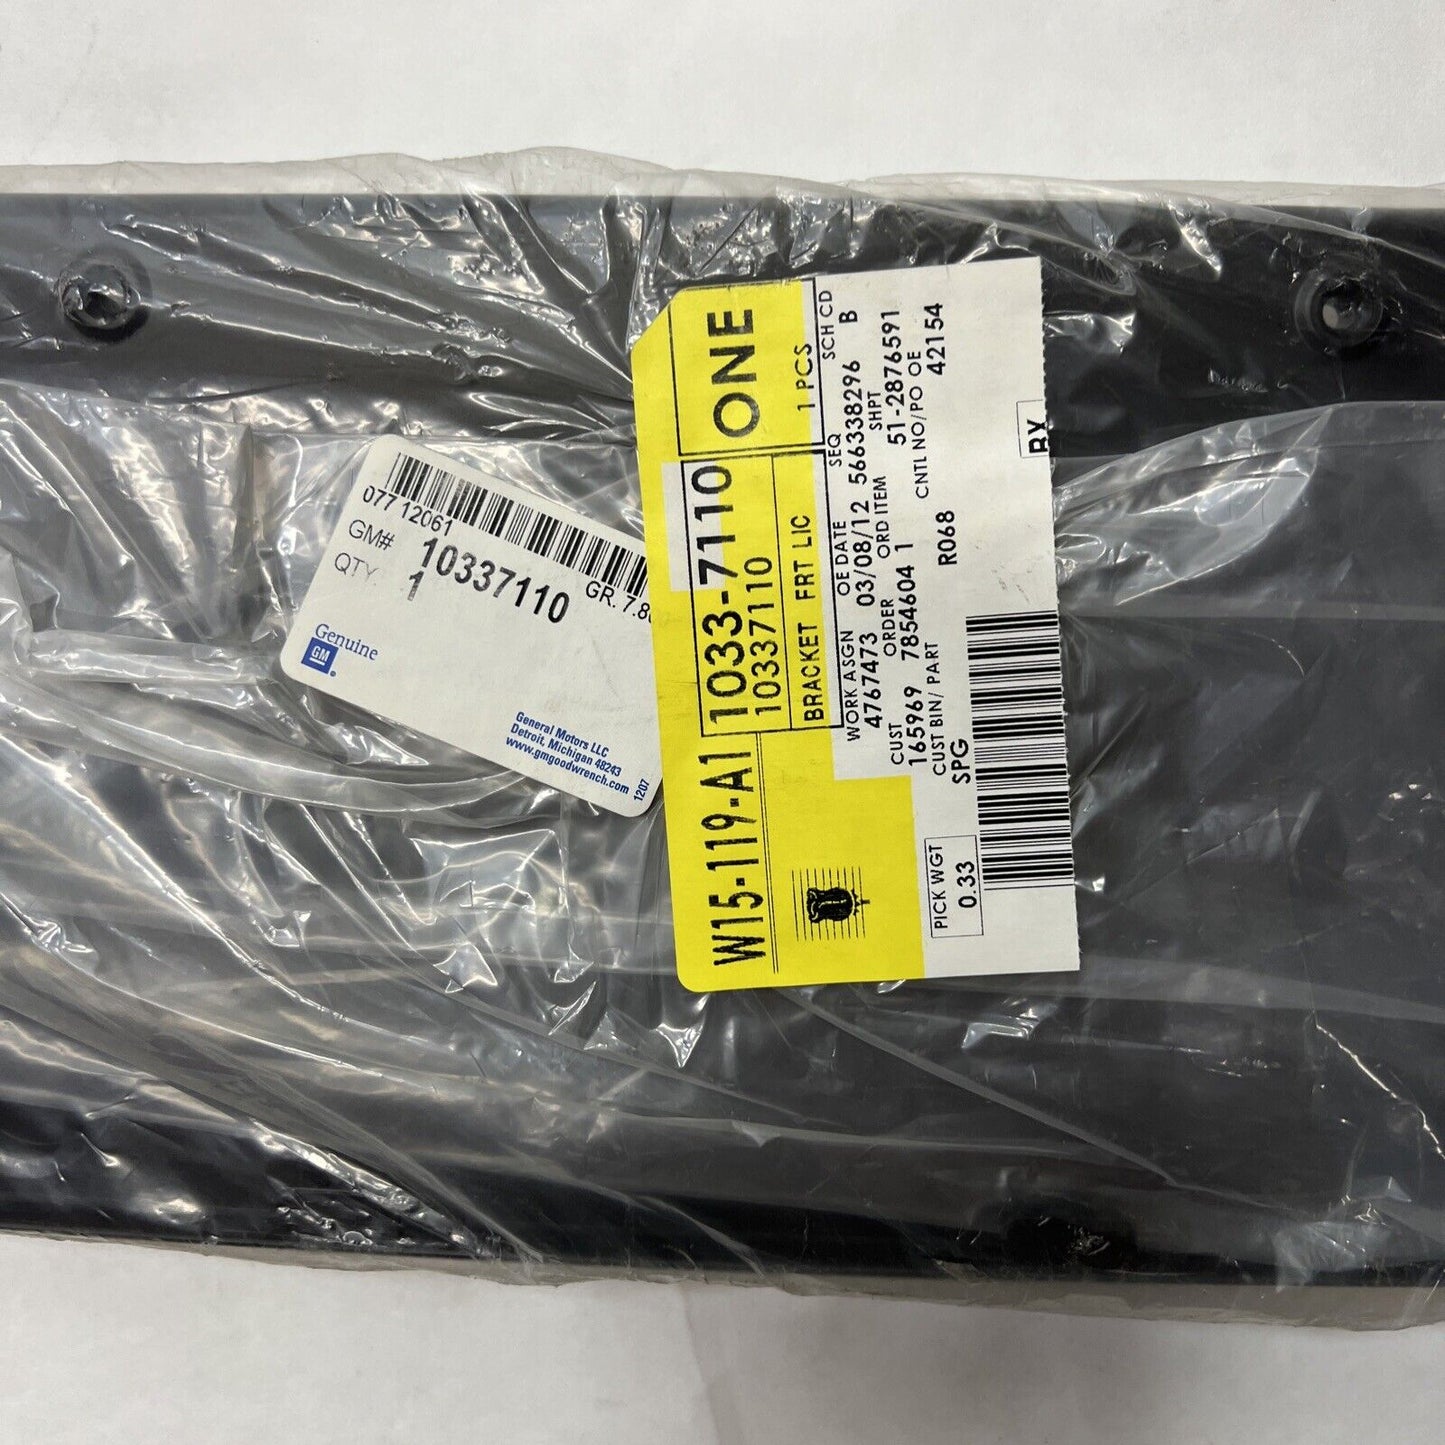 07712061
GR. 7.8
GM# 10337110
QTY. 1
Genuine
GM
General Motors LLC
Detroit, Michigan 48243
www.gmgoodwrench.com
1207
W15-119-A1
1033-7110
ONE
10337110
1 PCS
BRACKET FRT LIC
SCH CD
WORK ASGN OE DATE SEQ B
4767473 03/08/12 566338296
CUST ORDER ORD ITEM SHPT
165969 7854604 1 51-2876591
CUST BIN/ PART CNTL NO/PO OE
SPG R068 42154
PICK WGT
0.33
BX